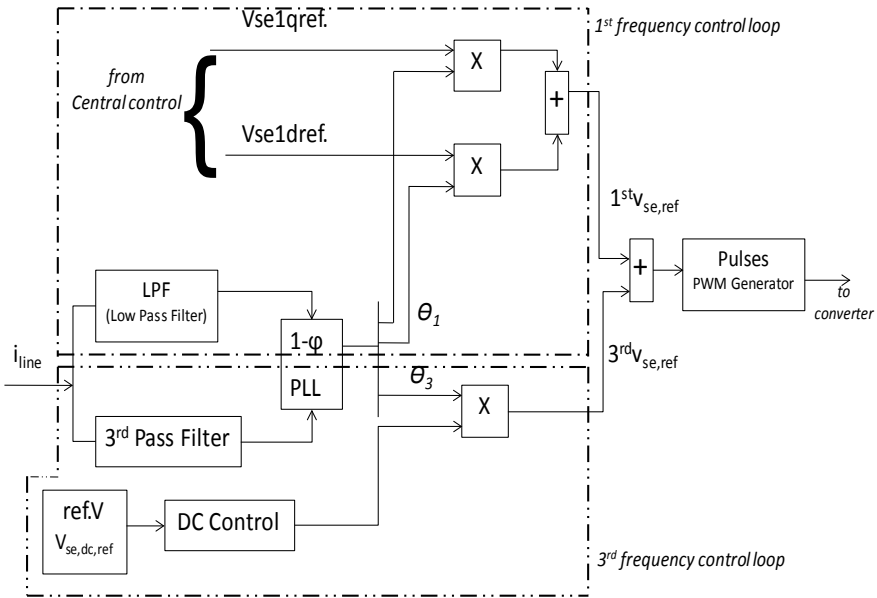 Vse1qref.
1st frequency control loop
X
from
Central control
{
+
Vse1dref.
X
1stvse,ref
LPF
(Low Pass Filter)
+
Pulses
PWM Generator
to
converter
θ1
1-φ
PLL
iline
3rdvse,ref
θ3
X
3rd Pass Filter
ref.V
Vse,dc,ref
DC Control
3rd frequency control loop